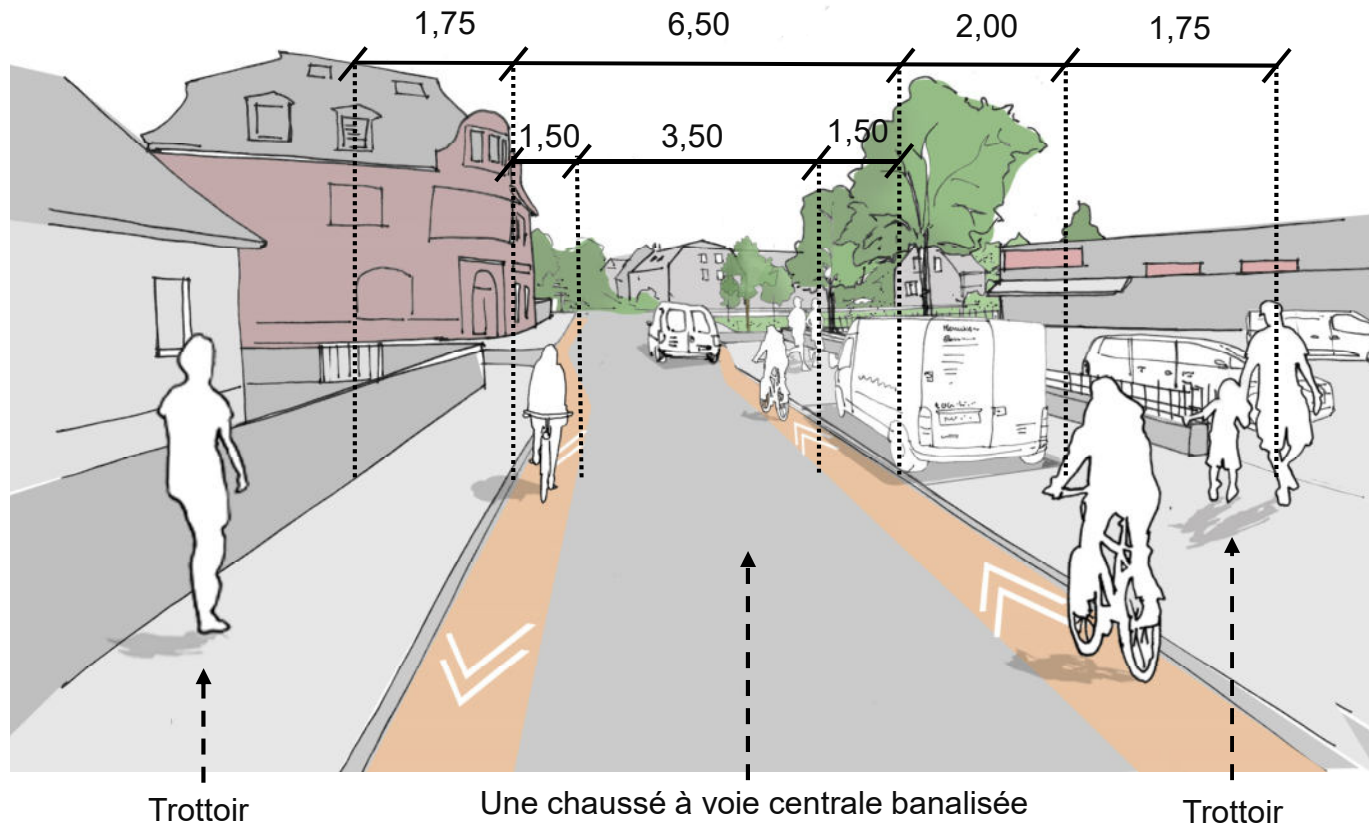 1,75 6,50 2,00 1,75
1,50 3,50 1,50
Trottoir
Une chaussé à voie centrale banalisée
Trottoir